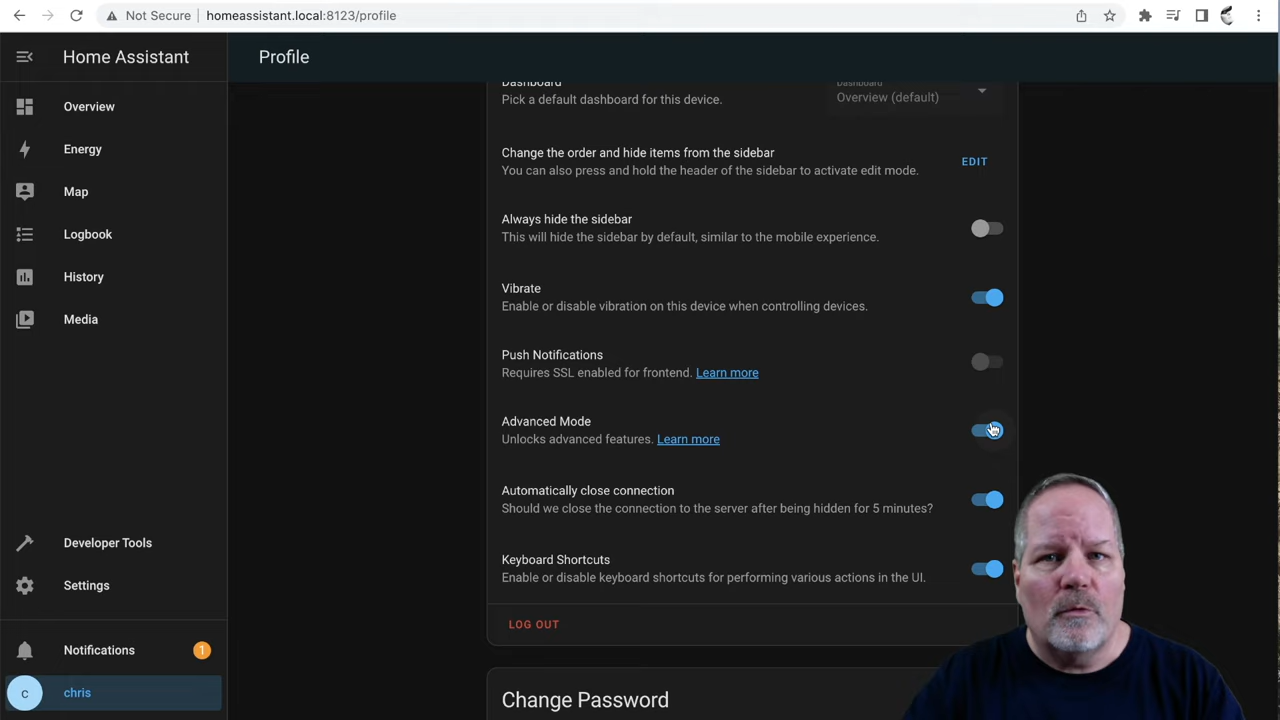 Not Secure
homeassistant.local:8123/profile
Home Assistant
Profile
Overview
Energy
Map
Logbook
History
Media
Developer Tools
Settings
Notifications
1
c
chris
Dashboard
Pick a default dashboard for this device.
Dashboard
Overview (default)
Change the order and hide items from the sidebar
You can also press and hold the header of the sidebar to activate edit mode.
EDIT
Always hide the sidebar
This will hide the sidebar by default, similar to the mobile experience.
Vibrate
Enable or disable vibration on this device when controlling devices.
Push Notifications
Requires SSL enabled for frontend. Learn more
Advanced Mode
Unlocks advanced features. Learn more
Automatically close connection
Should we close the connection to the server after being hidden for 5 minutes?
Keyboard Shortcuts
Enable or disable keyboard shortcuts for performing various actions in the UI.
LOG OUT
Change Password